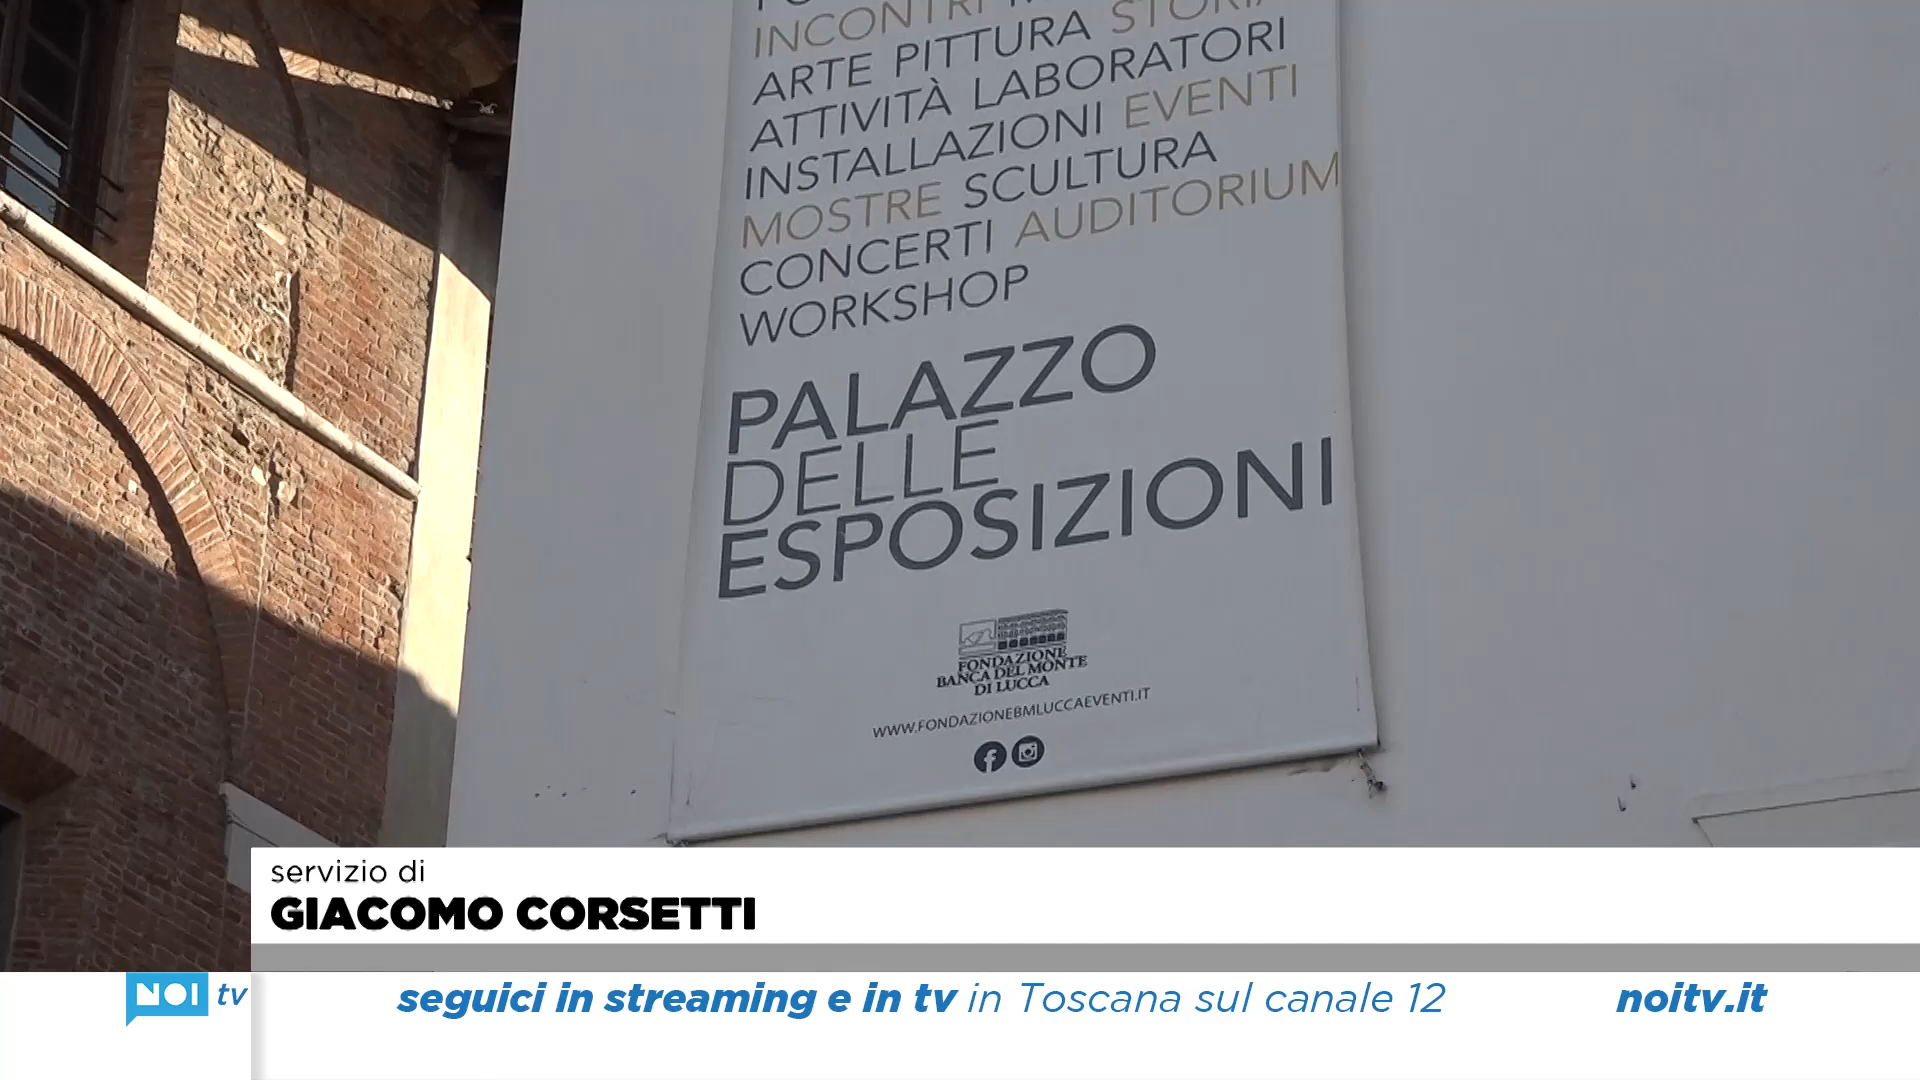 INCONTRI
ARTE PITTURA STORIA
ATTIVITÀ LABORATORI
INSTALLAZIONI EVENTI
MOSTRE SCULTURA
CONCERTI AUDITORIUM
WORKSHOP
PALAZZO
DELLE
ESPOSIZIONI
FONDAZIONE
BANCA DEL MONTE
DI LUCCA
WWW.FONDAZIONEBMLUCCAEVENTI.IT
servizio di
GIACOMO CORSETTI
NOI tv
seguici in streaming e in tv in Toscana sul canale 12
noitv.it